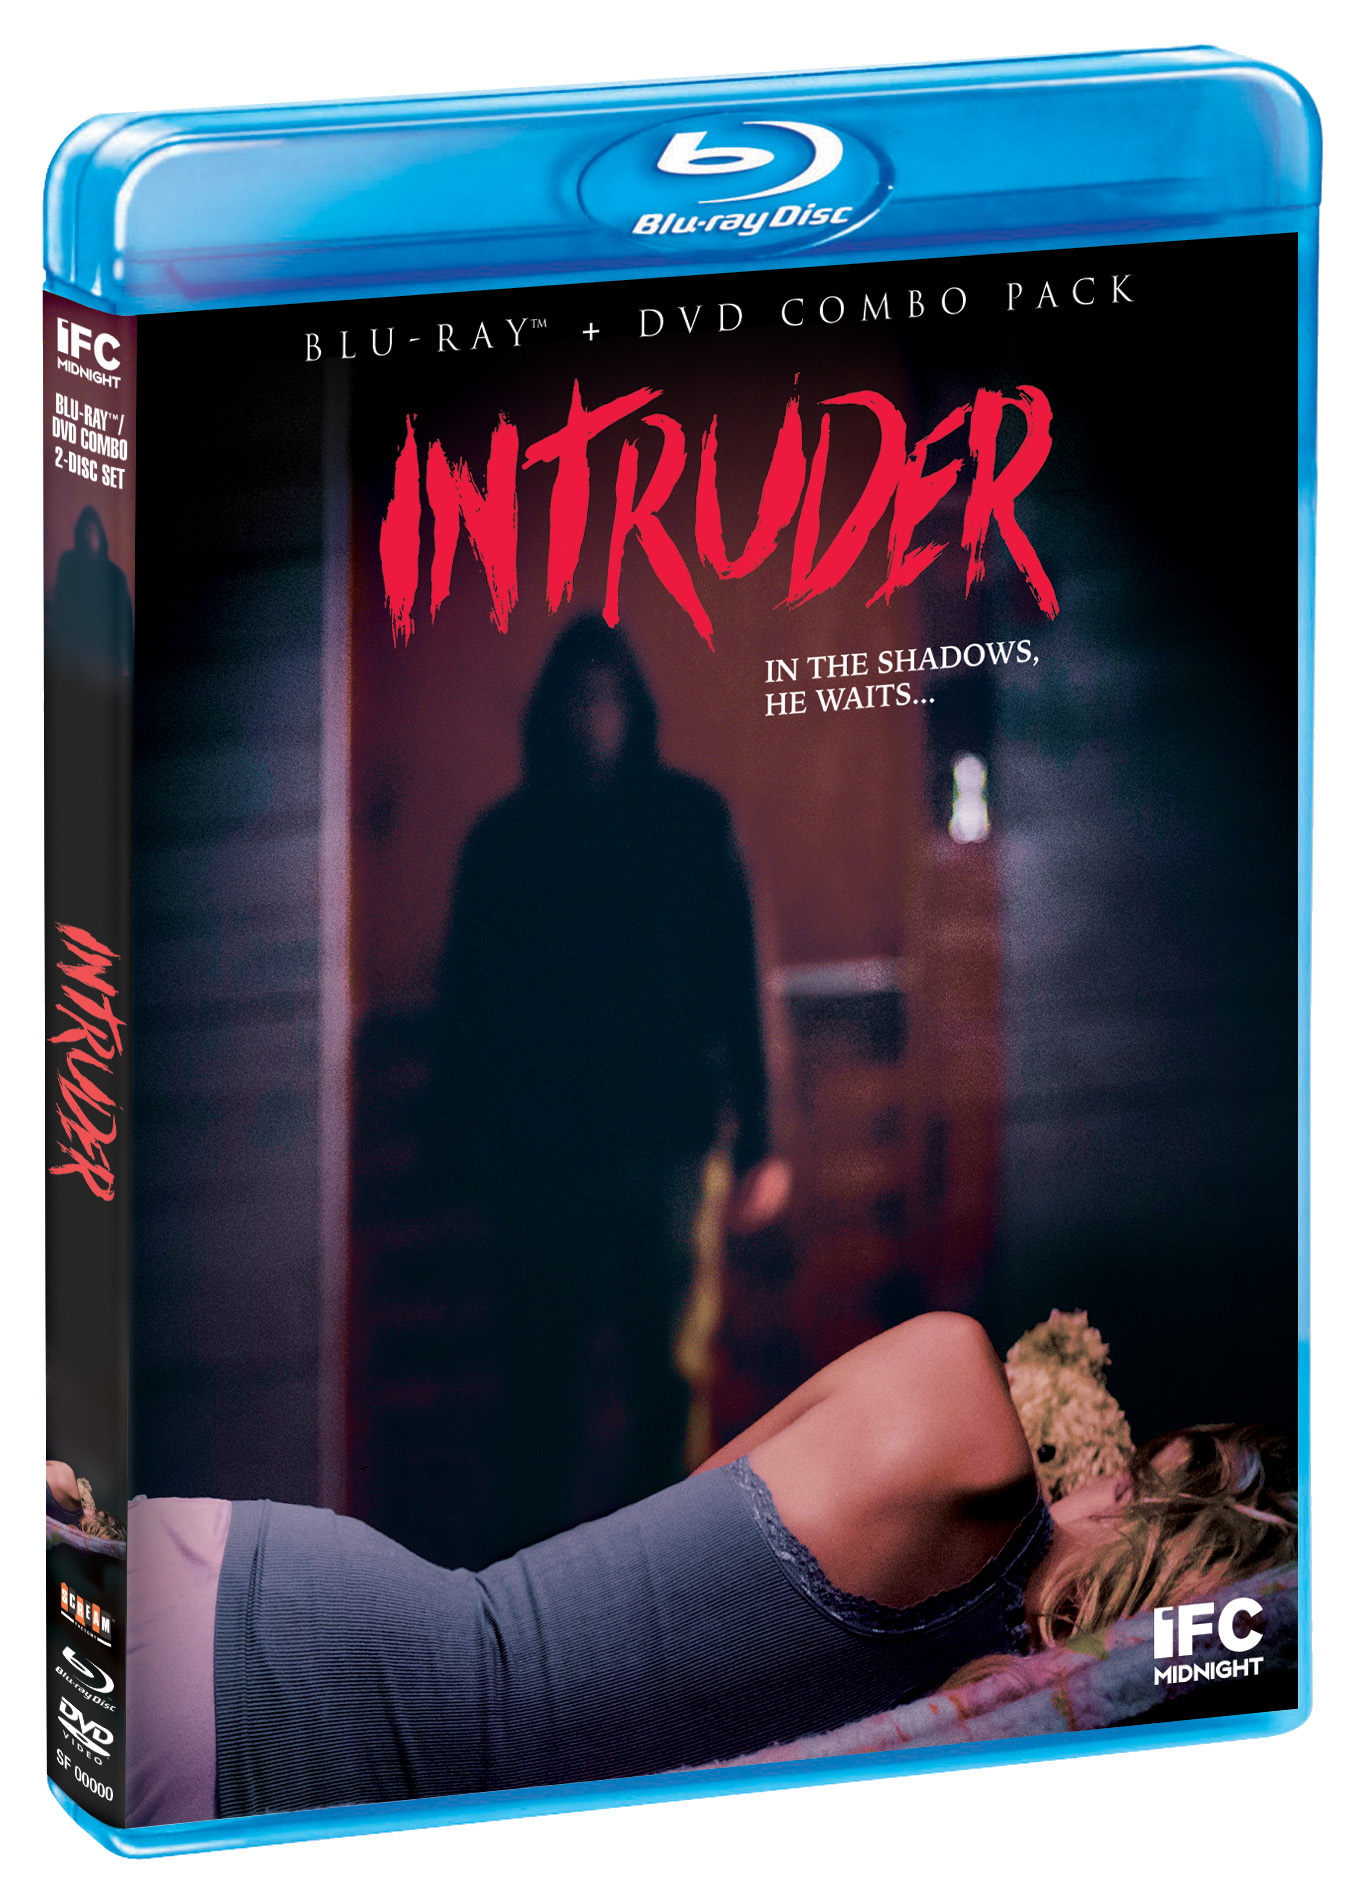 Blu-ray Disc
BLU-RAY™ + DVD COMBO PACK
INTRUDER
IN THE SHADOWS,
HE WAITS...
iFC
MIDNIGHT
iFC
MIDNIGHT
BLU-RAY™/
DVD COMBO
2-DISC SET
INTRUDER
SCREAM
FACTORY
Blu-ray Disc
DVD
VIDEO
SF 00000